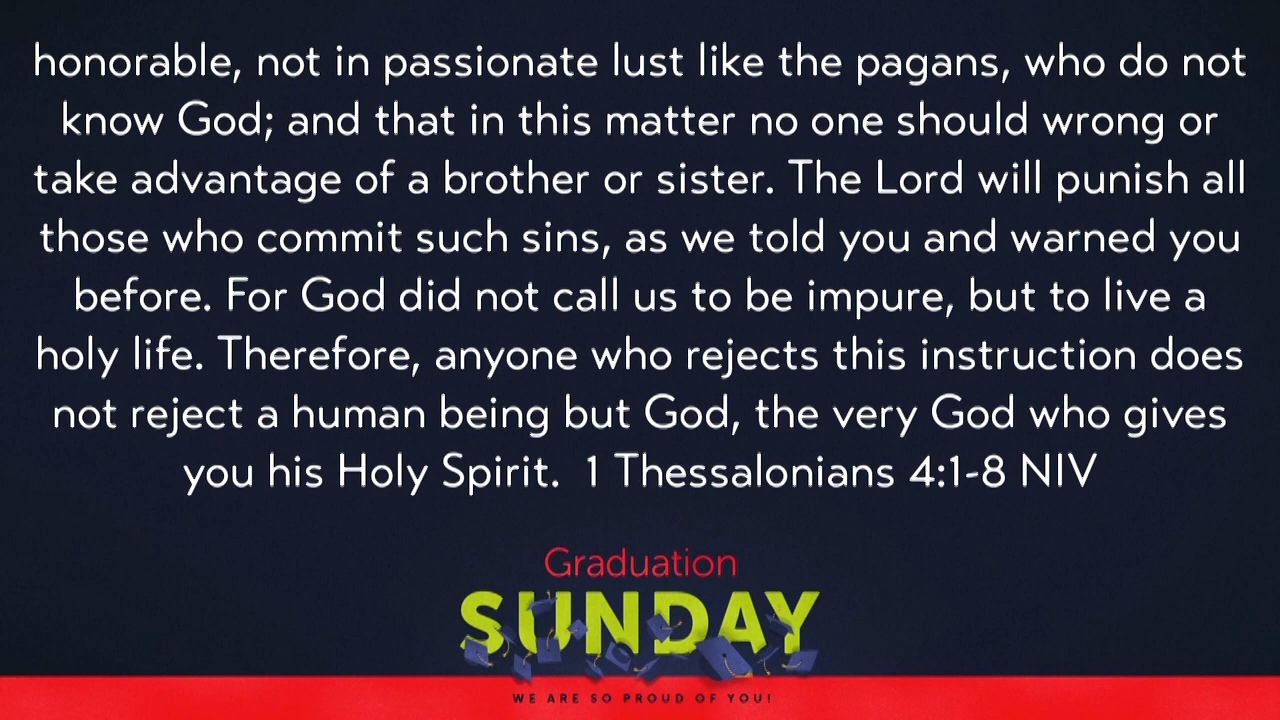 honorable, not in passionate lust like the pagans, who do not
know God; and that in this matter no one should wrong or
take advantage of a brother or sister. The Lord will punish all
those who commit such sins, as we told you and warned you
before. For God did not call us to be impure, but to live a
holy life. Therefore, anyone who rejects this instruction does
not reject a human being but God, the very God who gives
you his Holy Spirit.  1 Thessalonians 4:1-8 NIV
Graduation
SUNDAY
WE ARE SO PROUD OF YOU!